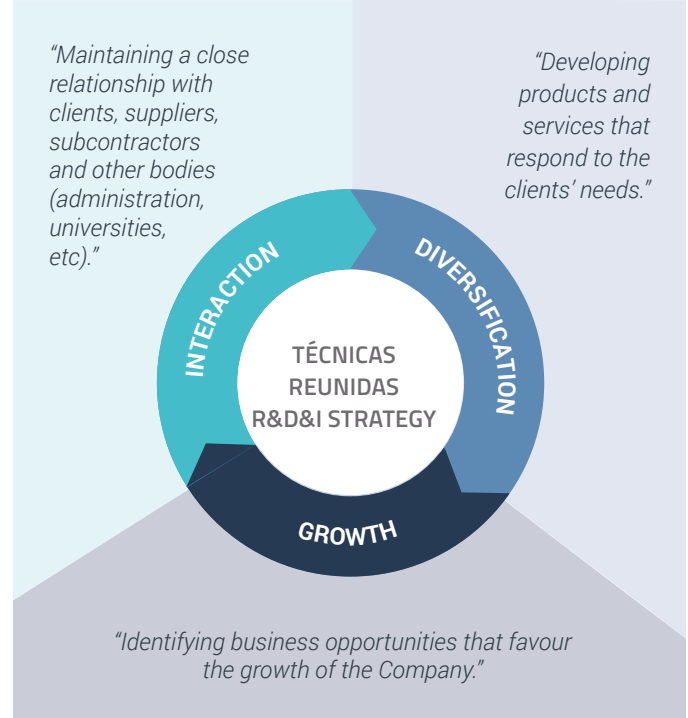 “Maintaining a close
relationship with
clients, suppliers,
subcontractors
and other bodies
(administration,
universities,
etc).”
“Developing
products and
services that
respond to the
clients’ needs.”
INTERACTION
DIVERSIFICATION
TÉCNICAS
REUNIDAS
R&D&I STRATEGY
GROWTH
“Identifying business opportunities that favour
the growth of the Company.”